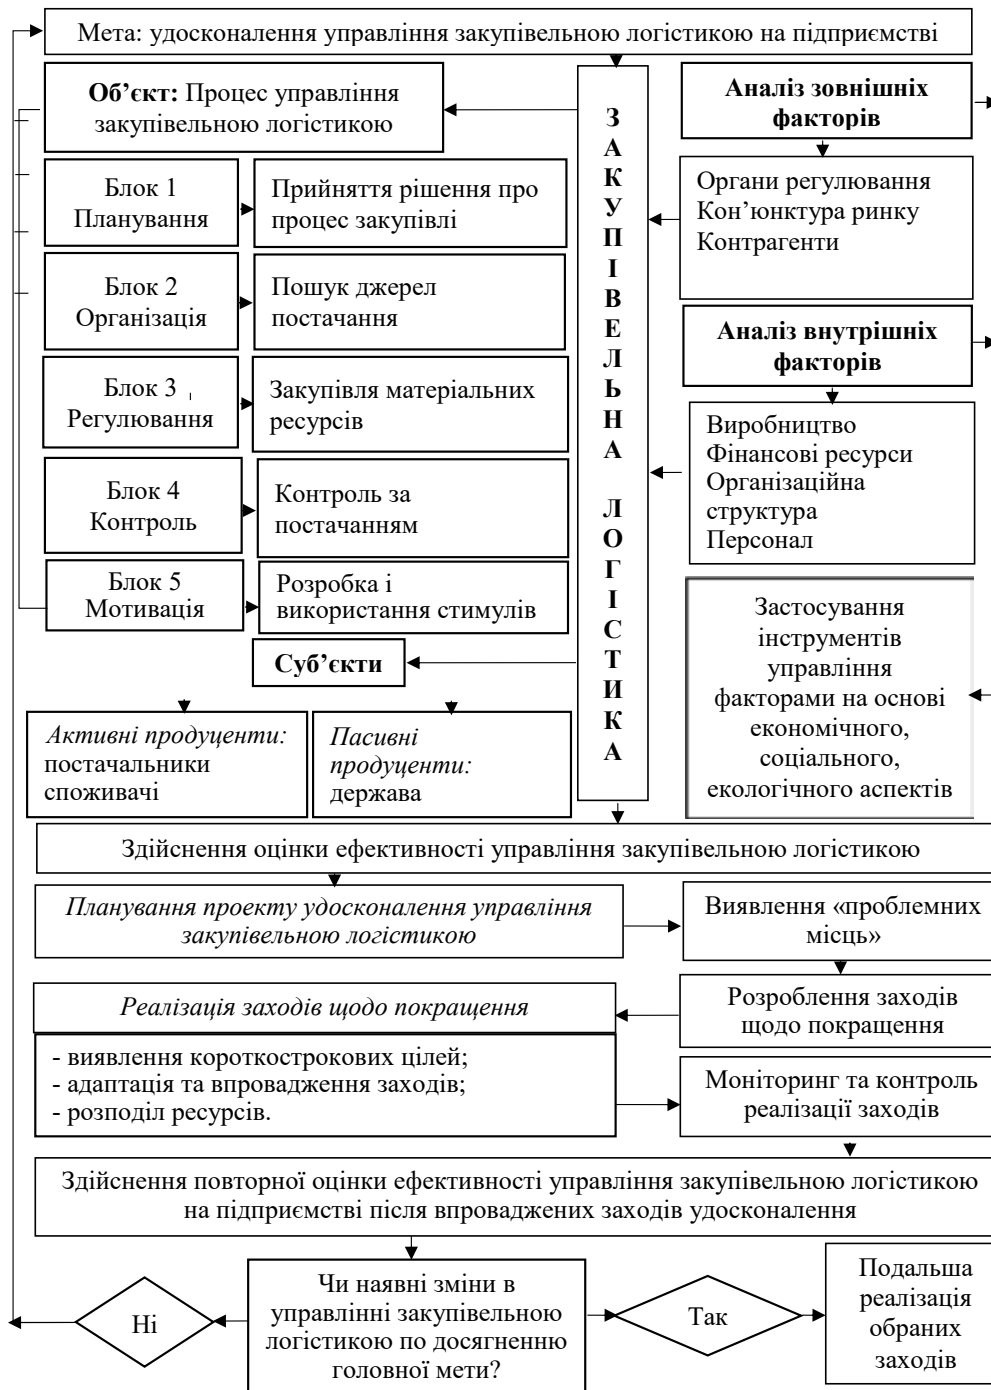 Мета: удосконалення управління закупівельною логістикою на підприємстві
Об’єкт: Процес управління
закупівельною логістикою
Блок 1
Планування
Прийняття рішення про
процес закупівлі
Блок 2
Організація
Пошук джерел
постачання
Блок 3
Регулювання
Закупівля матеріальних
ресурсів
Блок 4
Контроль
Контроль за
постачанням
Блок 5
Мотивація
Розробка і
використання стимулів
Суб’єкти
Активні продуценти:
постачальники
споживачі
Пасивні
продуценти:
держава
З
А
К
У
П
І
В
Е
Л
Ь
Н
А
Л
О
Г
І
С
Т
И
К
А
Аналіз зовнішніх
факторів
Органи регулювання
Кон’юнктура ринку
Контрагенти
Аналіз внутрішніх
факторів
Виробництво
Фінансові ресурси
Організаційна
структура
Персонал
Застосування
інструментів
управління
факторами на основі
економічного,
соціального,
екологічного аспектів
Здійснення оцінки ефективності управління закупівельною логістикою
Планування проекту удосконалення управління
закупівельною логістикою
Виявлення «проблемних
місць»
Розроблення заходів
щодо покращення
Реалізація заходів щодо покращення
- виявлення короткострокових цілей;
- адаптація та впровадження заходів;
- розподіл ресурсів.
Моніторинг та контроль
реалізації заходів
Здійснення повторної оцінки ефективності управління закупівельною логістикою
на підприємстві після впроваджених заходів удосконалення
Ні
Чи наявні зміни в
управлінні закупівельною
логістикою по досягненню
головної мети?
Так
Подальша
реалізація
обраних
заходів